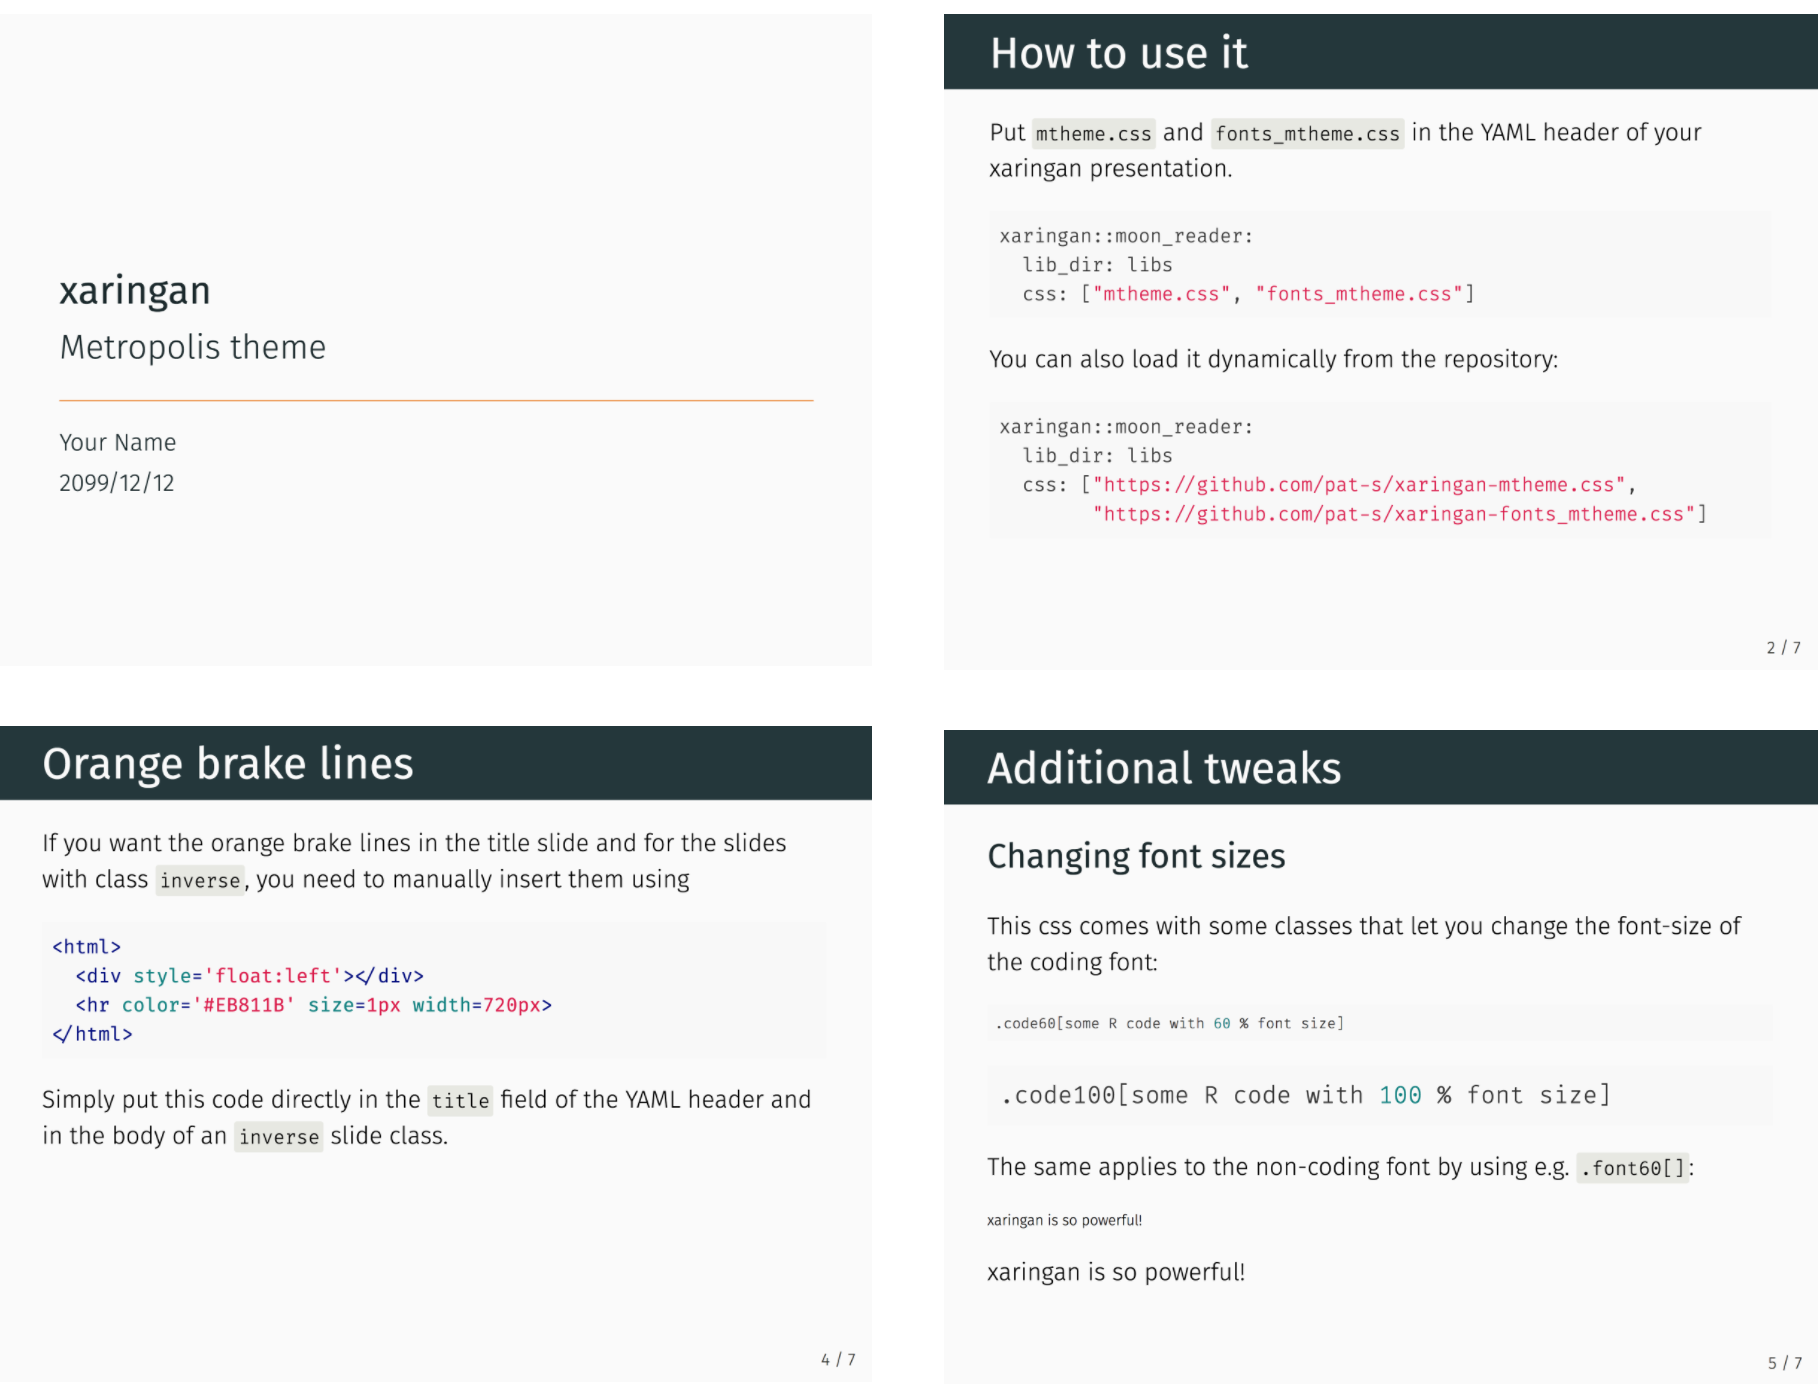 xaringan
Metropolis theme
Your Name
2099/12/12
How to use it
Put mtheme.css and fonts_mtheme.css in the YAML header of your
xaringan presentation.
xaringan::moon_reader:
  lib_dir: libs
  css: ["mtheme.css", "fonts_mtheme.css"]
You can also load it dynamically from the repository:
xaringan::moon_reader:
  lib_dir: libs
  css: ["https://github.com/pat-s/xaringan-mtheme.css",
        "https://github.com/pat-s/xaringan-fonts_mtheme.css"]
2 / 7
Orange brake lines
If you want the orange brake lines in the title slide and for the slides
with class inverse, you need to manually insert them using
<html>
  <div style='float:left'></div>
  <hr color='#EB811B' size=1px width=720px>
</html>
Simply put this code directly in the title field of the YAML header and
in the body of an inverse slide class.
4 / 7
Additional tweaks
Changing font sizes
This css comes with some classes that let you change the font-size of
the coding font:
.code60[some R code with 60 % font size]
.code100[some R code with 100 % font size]
The same applies to the non-coding font by using e.g. .font60[]:
xaringan is so powerful!
xaringan is so powerful!
5 / 7